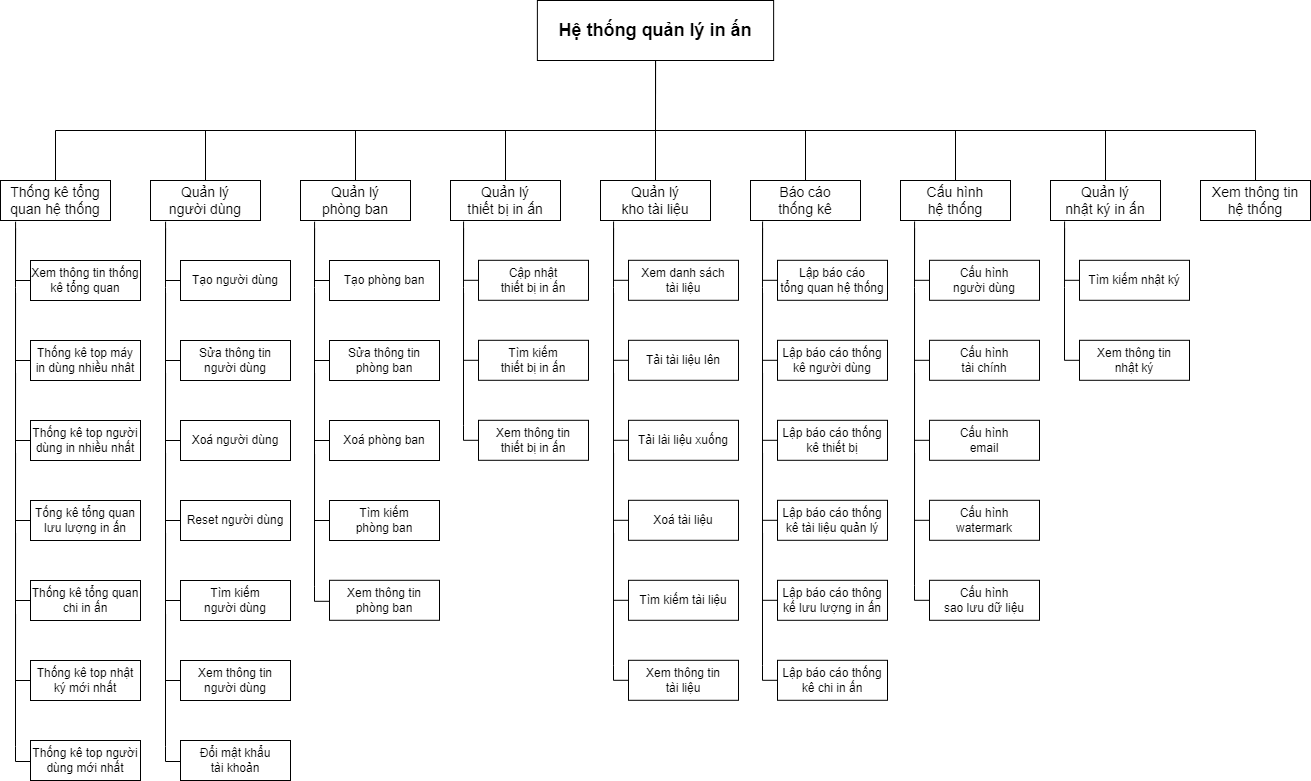 Hệ thống quản lý in ấn
Thống kê tổng
quan hệ thống
Quản lý
người dùng
Quản lý
phòng ban
Quản lý
thiết bị in ấn
Quản lý
kho tài liệu
Báo cáo
thống kê
Cấu hình
hệ thống
Quản lý
nhật ký in ấn
Xem thông tin
hệ thống
Xem thông tin thống
kê tổng quan
Thống kê top máy
in dùng nhiều nhất
Thống kê top người
dùng in nhiều nhất
Tống kê tổng quan
lưu lượng in ấn
Thống kê tổng quan
chi in ấn
Thống kê top nhật
ký mới nhất
Thống kê top người
dùng mới nhất
Tạo người dùng
Sửa thông tin
người dùng
Xoá người dùng
Reset người dùng
Tìm kiếm
người dùng
Xem thông tin
người dùng
Đổi mật khẩu
tài khoản
Tạo phòng ban
Sửa thông tin
phòng ban
Xoá phòng ban
Tìm kiếm
phòng ban
Xem thông tin
phòng ban
Cập nhật
thiết bị in ấn
Tìm kiếm
thiết bị in ấn
Xem thông tin
thiết bị in ấn
Xem danh sách
tài liệu
Tải tài liệu lên
Tải lài liệu xuống
Xoá tài liệu
Tìm kiếm tài liệu
Xem thông tin
tài liệu
Lập báo cáo
tổng quan hệ thống
Lập báo cáo thống
kê người dùng
Lập báo cáo thống
kê thiết bị
Lập báo cáo thống
kê tài liệu quản lý
Lập báo cáo thống
kế lưu lượng in ấn
Lập báo cáo thống
kê chi in ấn
Cấu hình
người dùng
Cấu hình
tài chính
Cấu hình
email
Cấu hình
watermark
Cấu hình
sao lưu dữ liệu
Tìm kiếm nhật ký
Xem thông tin
nhật ký